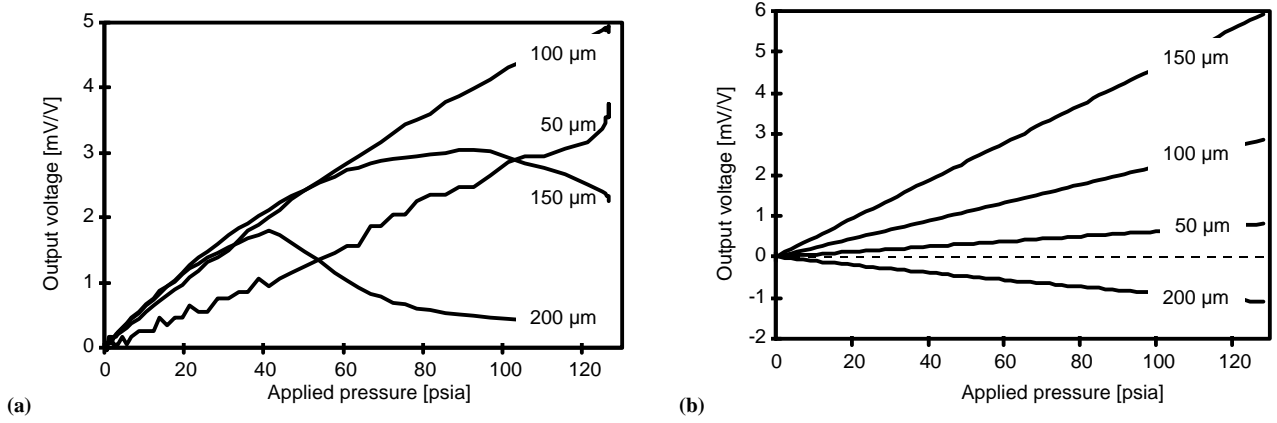 5
4
3
2
1
0
Output voltage [mV/V]
100 µm
50 µm
150 µm
200 µm
0 20 40 60 80 100 120
Applied pressure [psia]
(a)
6
5
4
3
2
1
0
-1
-2
Output voltage [mV/V]
150 µm
100 µm
50 µm
200 µm
0 20 40 60 80 100 120
Applied pressure [psia]
(b)